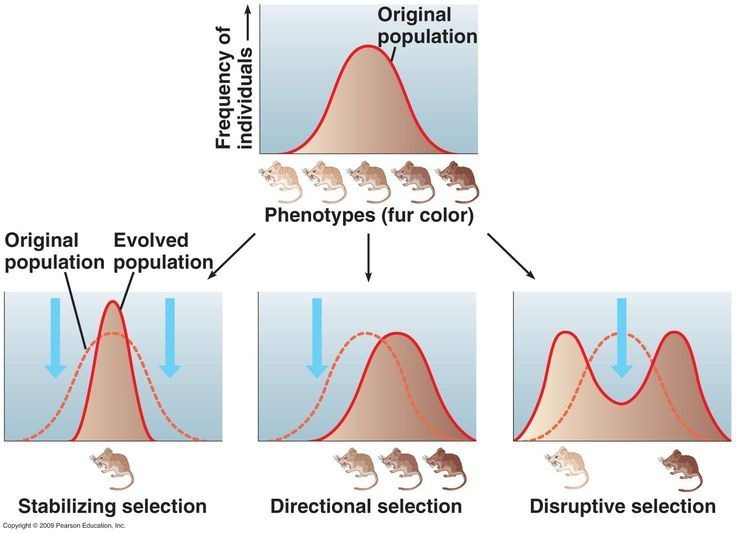 Original
population
Frequency of
individuals
Phenotypes (fur color)
Original
population
Evolved
population
Stabilizing selection
Directional selection
Disruptive selection
Copyright © 2009 Pearson Education, Inc.